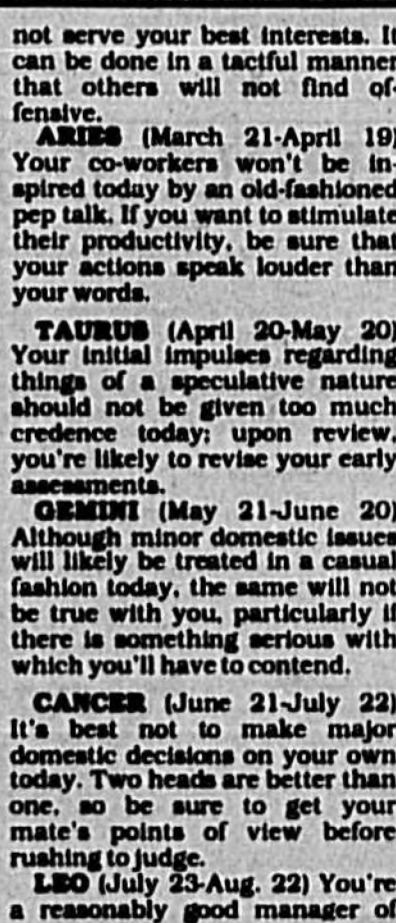 not serve your best interests. It
can be done in a tactful manner
that others will not find of-
fensive.
ARIES (March 21-April 19)
Your co-workers won't be in-
spired today by an old-fashioned
pep talk. If you want to stimulate
their productivity, be sure that
your actions speak louder than
your words.
TAURUS (April 20-May 20)
Your initial impulses regarding
things of a speculative nature
should not be given too much
credence today; upon review,
you're likely to revise your early
assessments.
GEMINI (May 21-June 20)
Although minor domestic issues
will likely be treated in a casual
fashion today, the same will not
be true with you, particularly if
there is something serious with
which you'll have to contend.
CANCER (June 21-July 22)
It's best not to make major
domestic decisions on your own
today. Two heads are better than
one, so be sure to get your
mate's points of view before
rushing to judge.
LEO (July 23-Aug. 22) You're
a reasonably good manager of